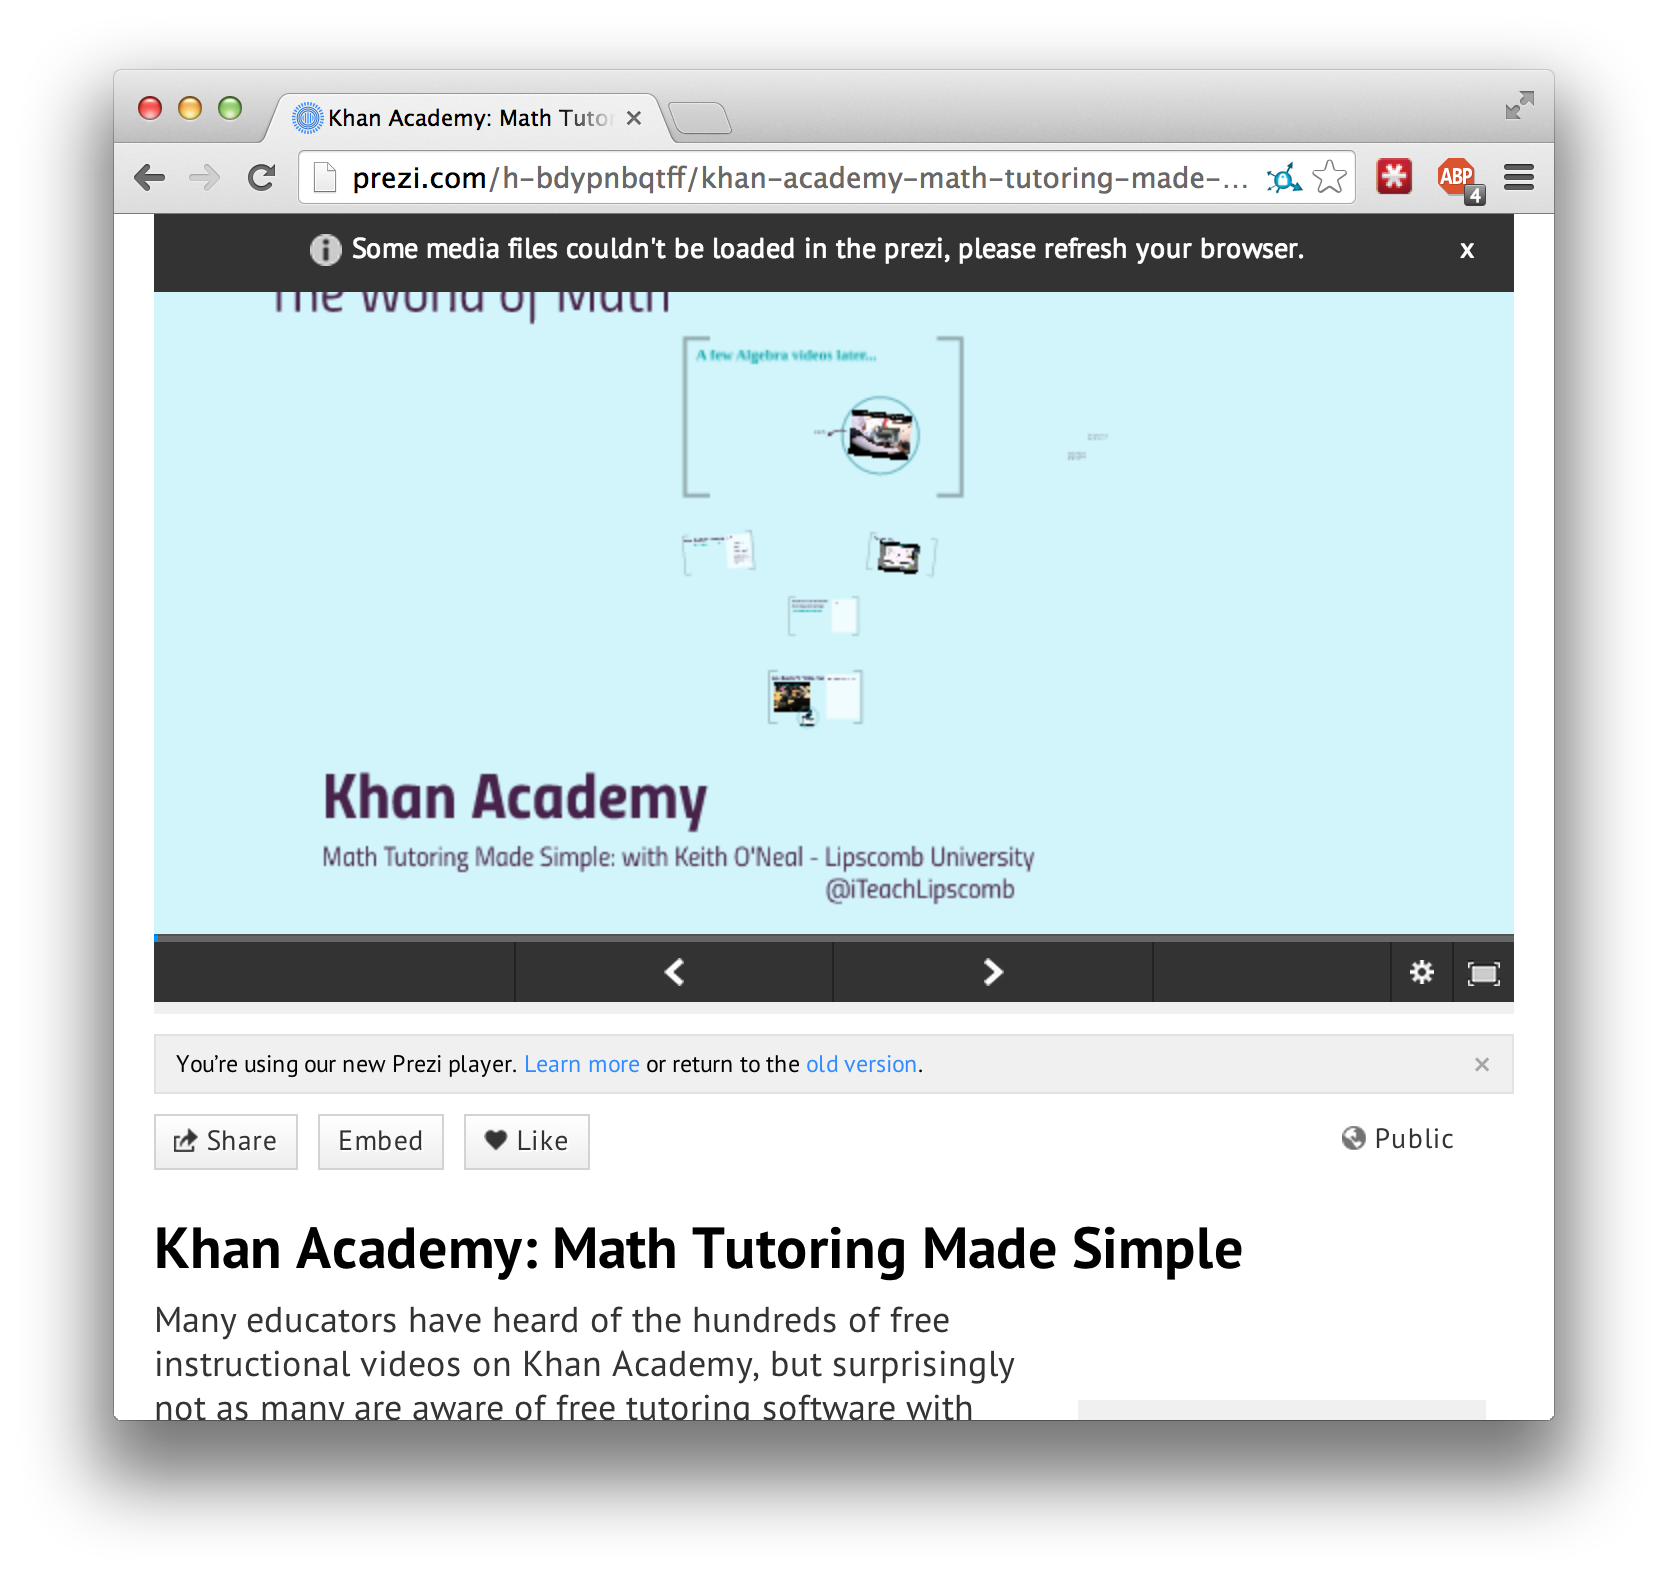 Khan Academy: Math Tuto
prezi.com/h-bdypnbqtff/khan-academy-math-tutoring-made-...
ABP
4
Some media files couldn't be loaded in the prezi, please refresh your browser.
x
The World of Math
A few Algebra videos later...
Khan Academy
Math Tutoring Made Simple: with Keith O'Neal - Lipscomb University
@iTeachLipscomb
You’re using our new Prezi player. Learn more or return to the old version.
Share
Embed
Like
Public
Khan Academy: Math Tutoring Made Simple
Many educators have heard of the hundreds of free
instructional videos on Khan Academy, but surprisingly
not as many are aware of free tutoring software with